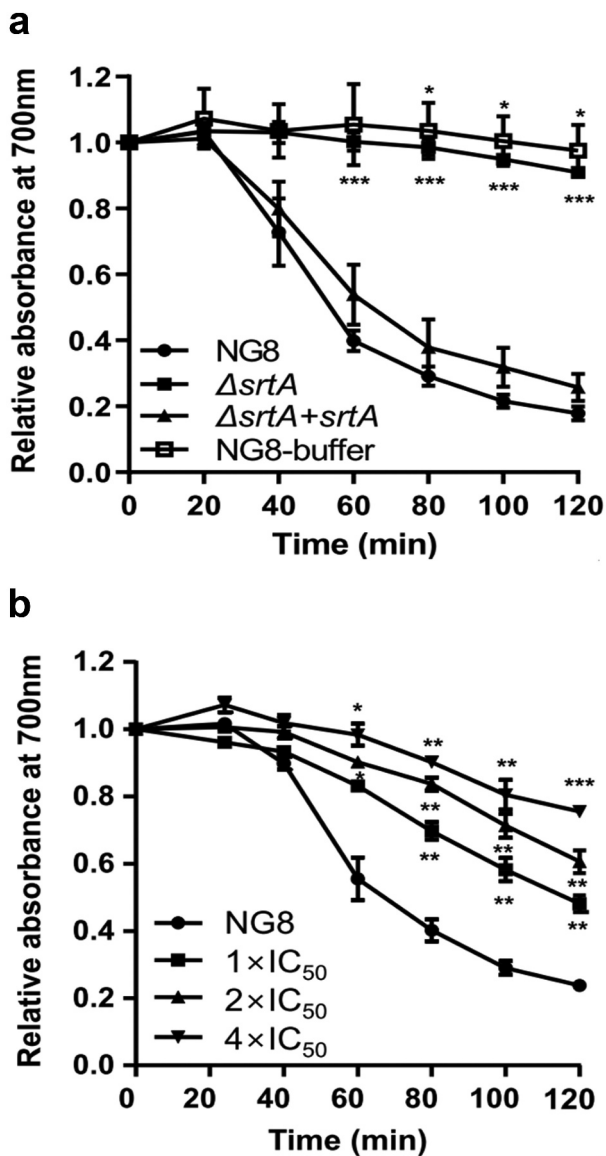 a
Relative absorbance at 700nm
1.2
1.0
0.8
0.6
0.4
0.2
0.0
* * *
*** *** *** ***
NG8
ΔsrtA
ΔsrtA+srtA
NG8-buffer
0 20 40 60 80 100 120
Time (min)
b
Relative absorbance at 700nm
1.2
1.0
0.8
0.6
0.4
0.2
0.0
* ** ** ***
* ** ** **
** ** **
NG8
1×IC50
2×IC50
4×IC50
0 20 40 60 80 100 120
Time (min)